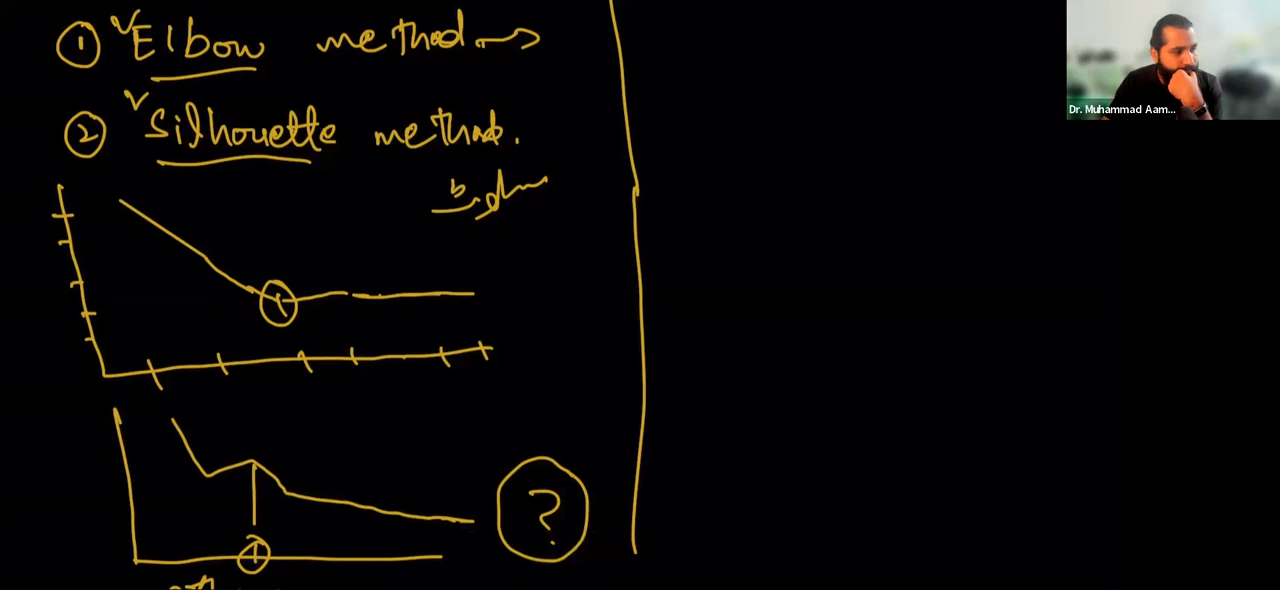 ① Elbow method →
Dr. Muhammad Aam...
② Silhouette method.
?